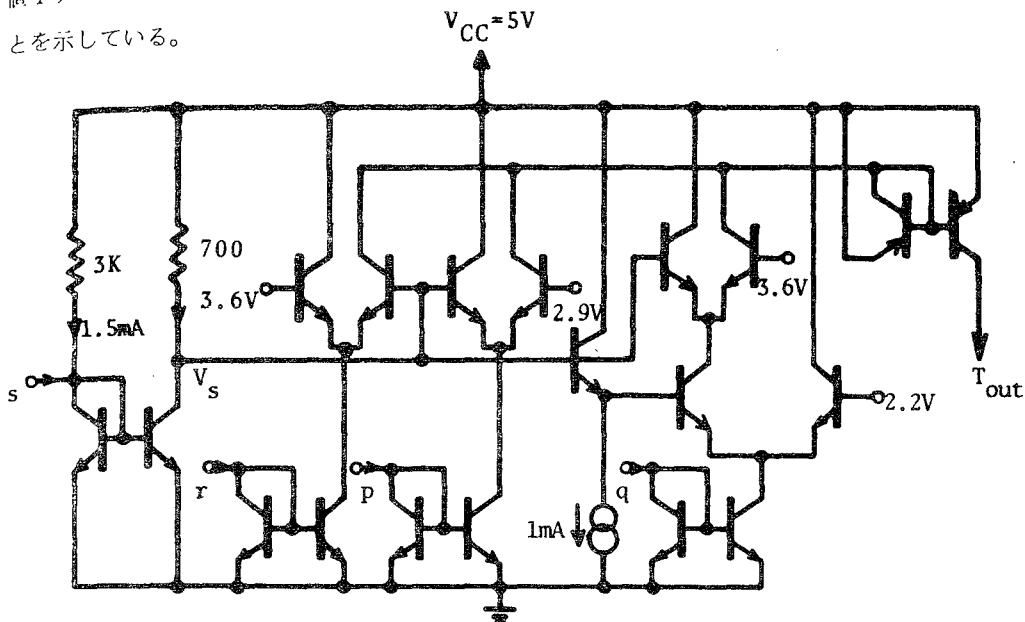 とを示している。
V_CC=5V
3K
700
3.6V
2.9V
3.6V
1.5mA
s
V_s
T_out
2.2V
r
p
q
1mA